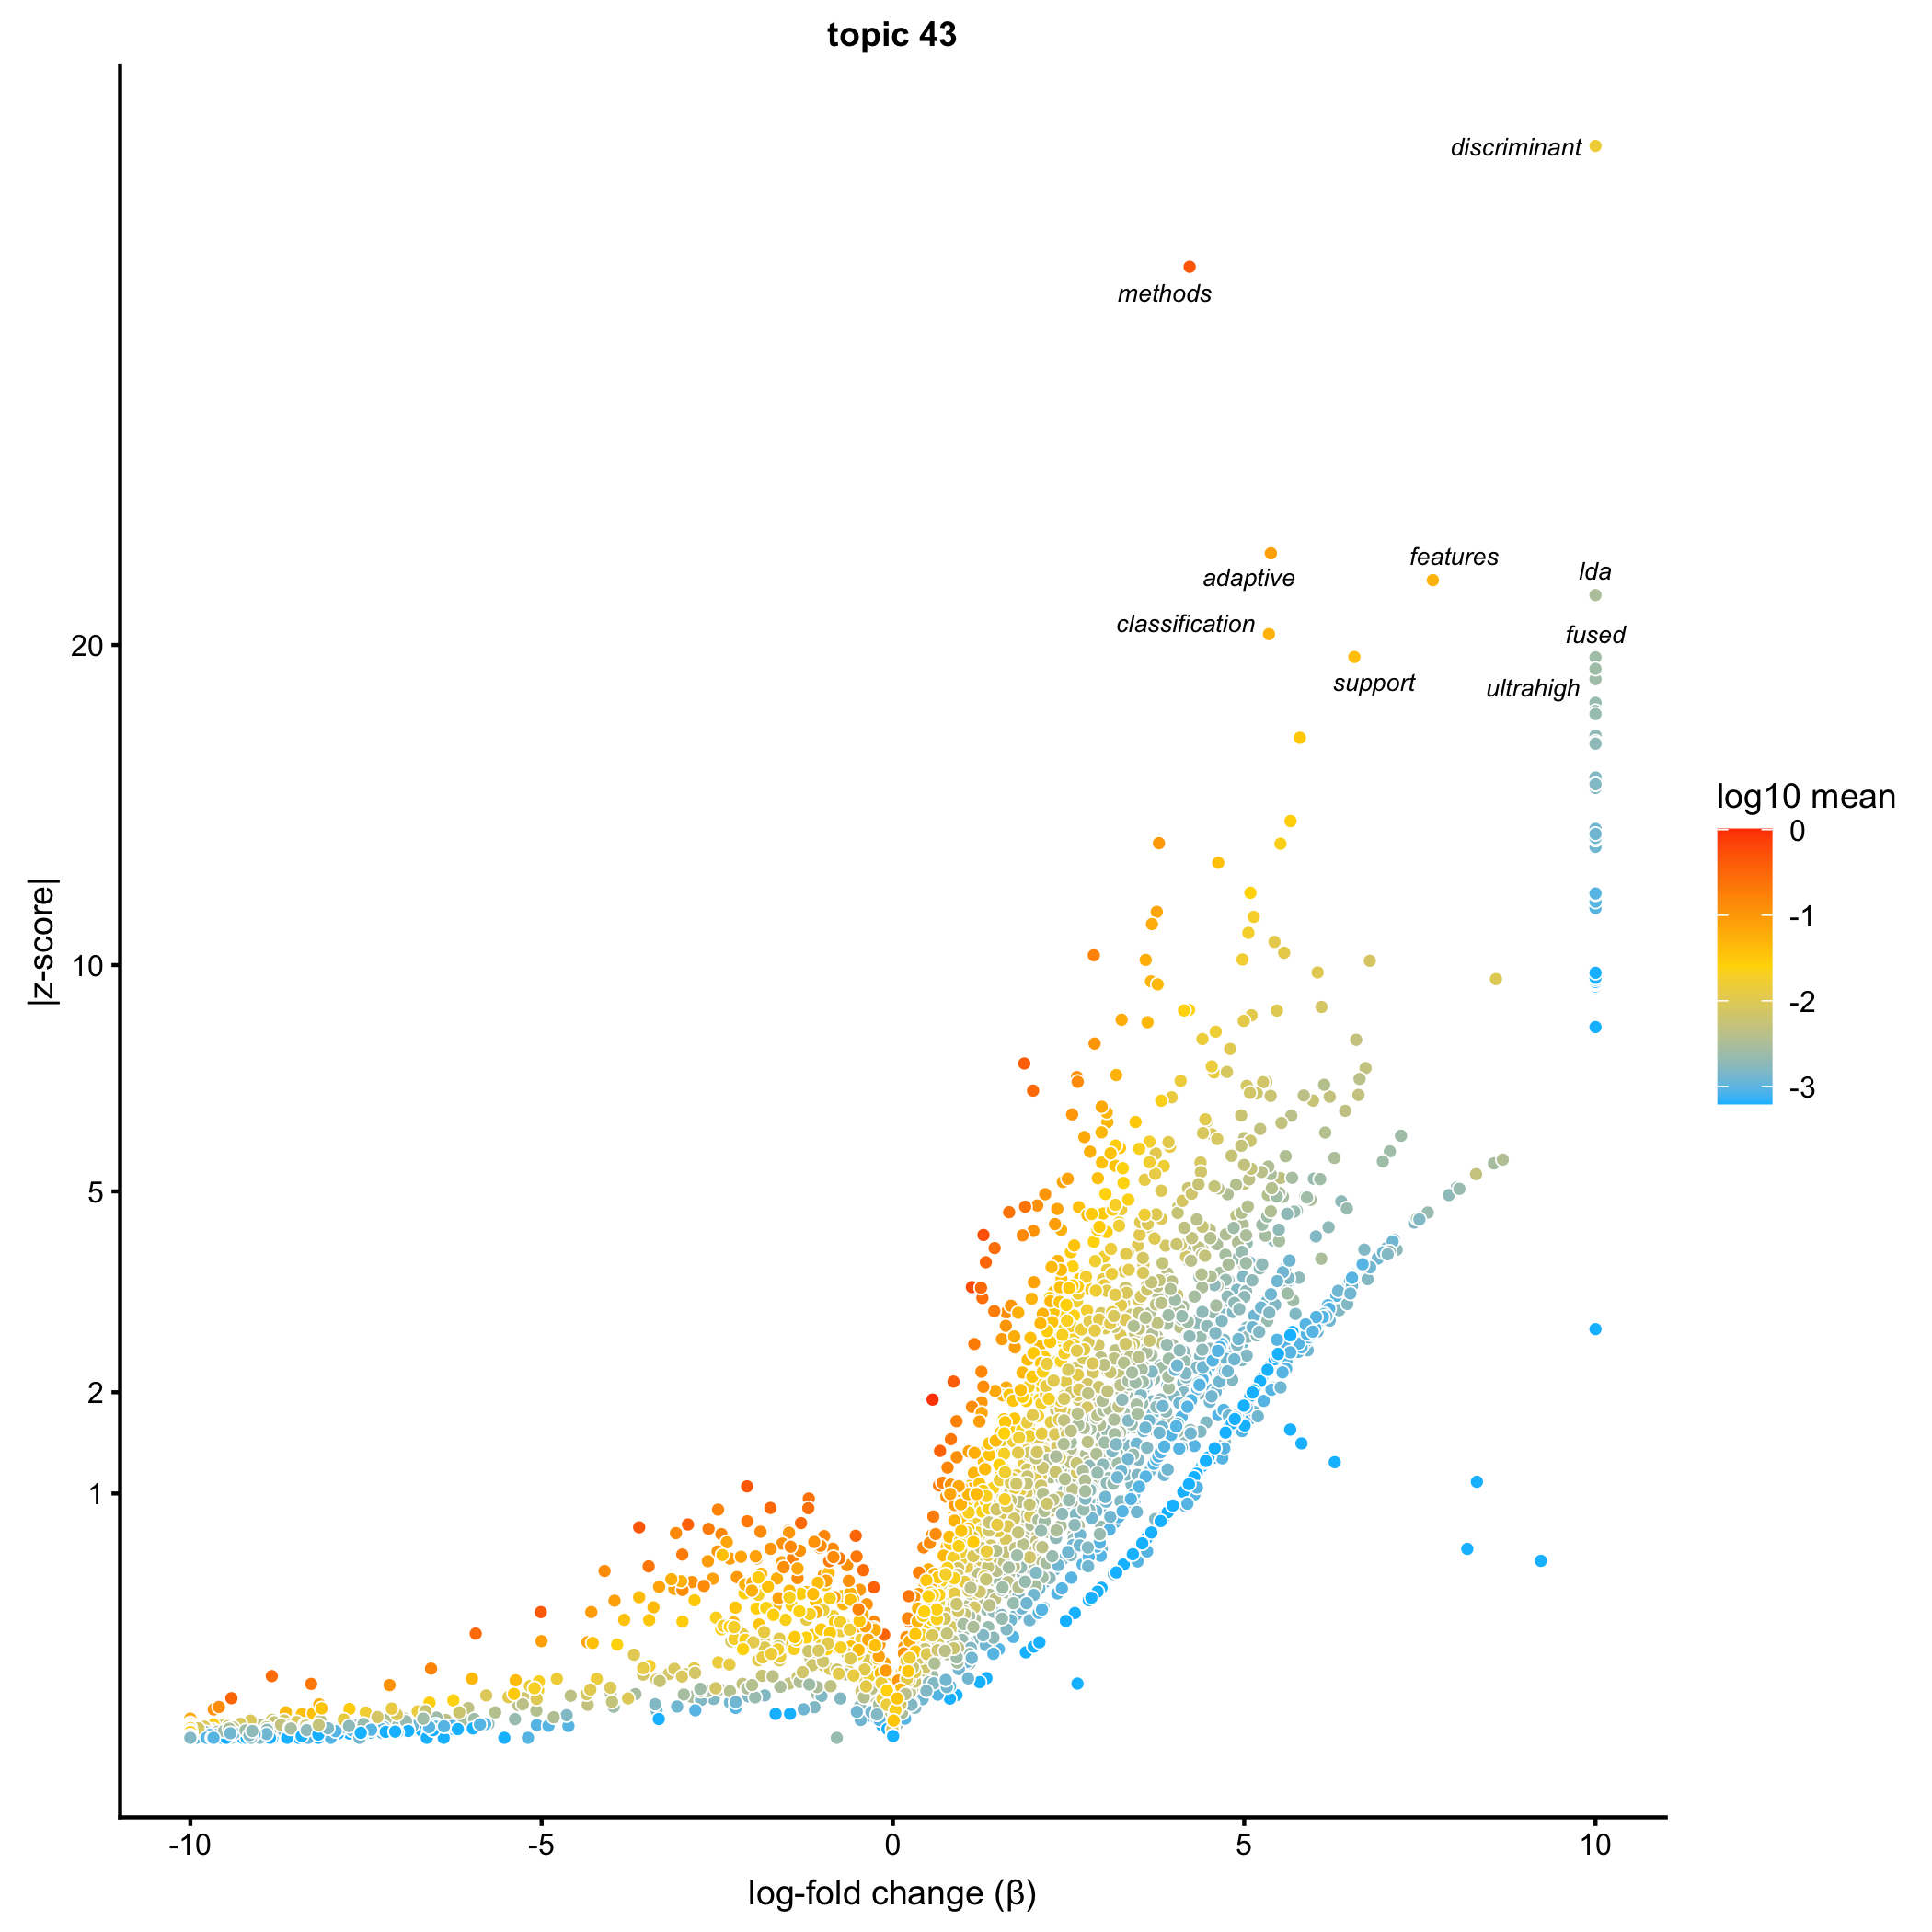 topic 43
discriminant
methods
features
adaptive
lda
classification
fused
support
ultrahigh
log10 mean
0
-1
-2
-3
|z-score|
20
10
5
2
1
-10
-5
0
5
10
log-fold change (β)